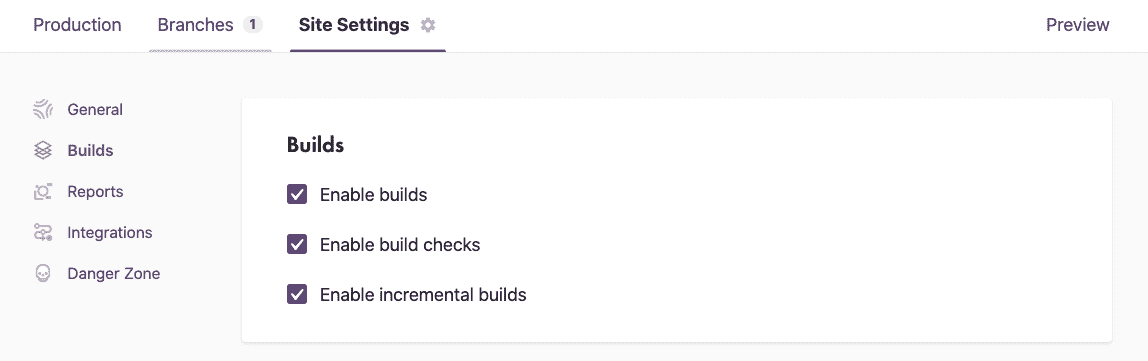 Production Branches 1 Site Settings Preview
General
Builds
Reports
Integrations
Danger Zone
Builds
Enable builds
Enable build checks
Enable incremental builds